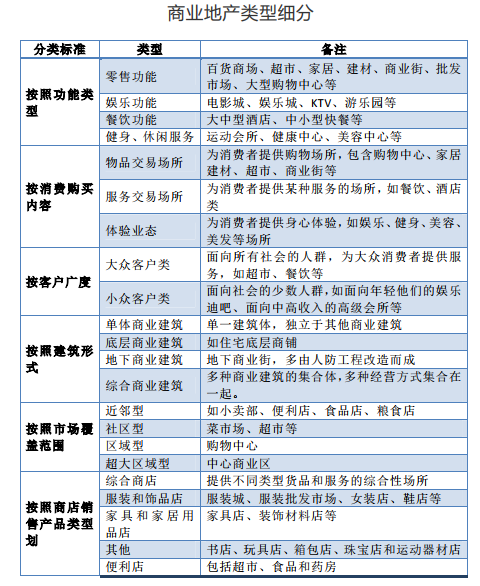 商业地产类型细分
分类标准 类型 备注
按照功能类
型
零售功能
百货商场、超市、家居、建材、商业街、批发
市场、大型购物中心等
娱乐功能 电影城、娱乐城、KTV、游乐园等
餐饮功能 大中型酒店、中小型快餐等
健身、休闲服务 运动会所、健康中心、美容中心等
按消费购买
内容
物品交易场所
为消费者提供购物场所，包含购物中心、家居
建材、超市、商业街等
服务交易场所
为消费者提供某种服务的场所，如餐饮、酒店
类
体验业态
为消费者提供身心体验，如娱乐、健身、美容、
美发等场所
按客户广度
大众客户类
面向所有社会的人群，为大众消费者提供服
务，如超市、餐饮等
小众客户类
面向社会的少数人群，如面向年轻他们的娱乐
迪吧、面向中高收入的高级会所等
按照建筑形
式
单体商业建筑 单一建筑体，独立于其他商业建筑
底层商业建筑 如住宅底层商铺
地下商业建筑 地下商业街，多由人防工程改造而成
综合商业建筑
多种商业建筑的集合体，多种经营方式集合在
一起。
按照市场覆
盖范围
近邻型 如小卖部、便利店、食品店、粮食店
社区型 菜市场、超市等
区域型 购物中心
超大区域型 中心商业区
按照商店销
售产品类型
划
综合商店 提供不同类型货品和服务的综合性场所
服装和饰品店 服装城、服装批发市场、女装店、鞋店等
家具和家居用
品店
家具店、装饰材料店等
其他 书店、玩具店、箱包店、珠宝店和运动器材店
便利店 包括超市、食品和药房